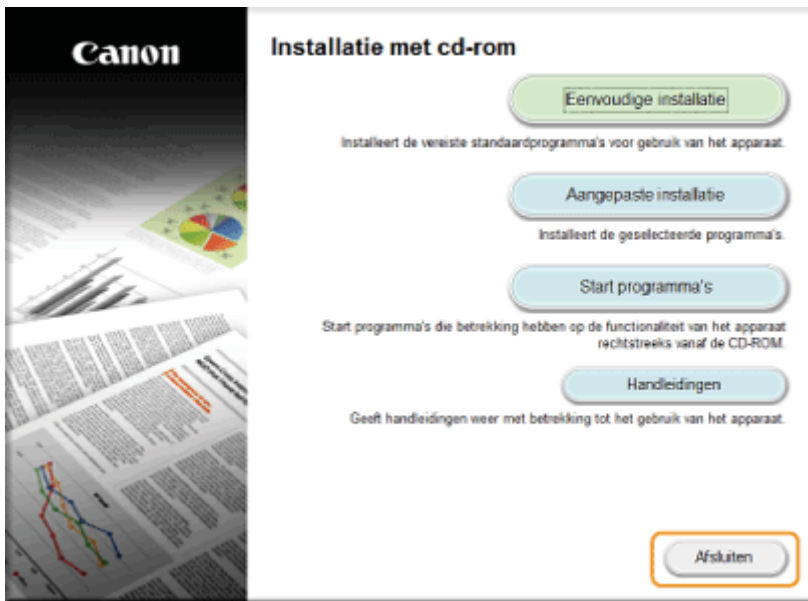 Canon
Installatie met cd-rom
Eenvoudige installatie
Installeert de vereiste standaardprogramma's voor gebruik van het apparaat.
Aangepaste installatie
Installeert de geselecteerde programma's.
Start programma's
Start programma's die betrekking hebben op de functionaliteit van het apparaat
rechtstreeks vanaf de CD-ROM.
Handleidingen
Geeft handleidingen weer met betrekking tot het gebruik van het apparaat.
Afsluiten